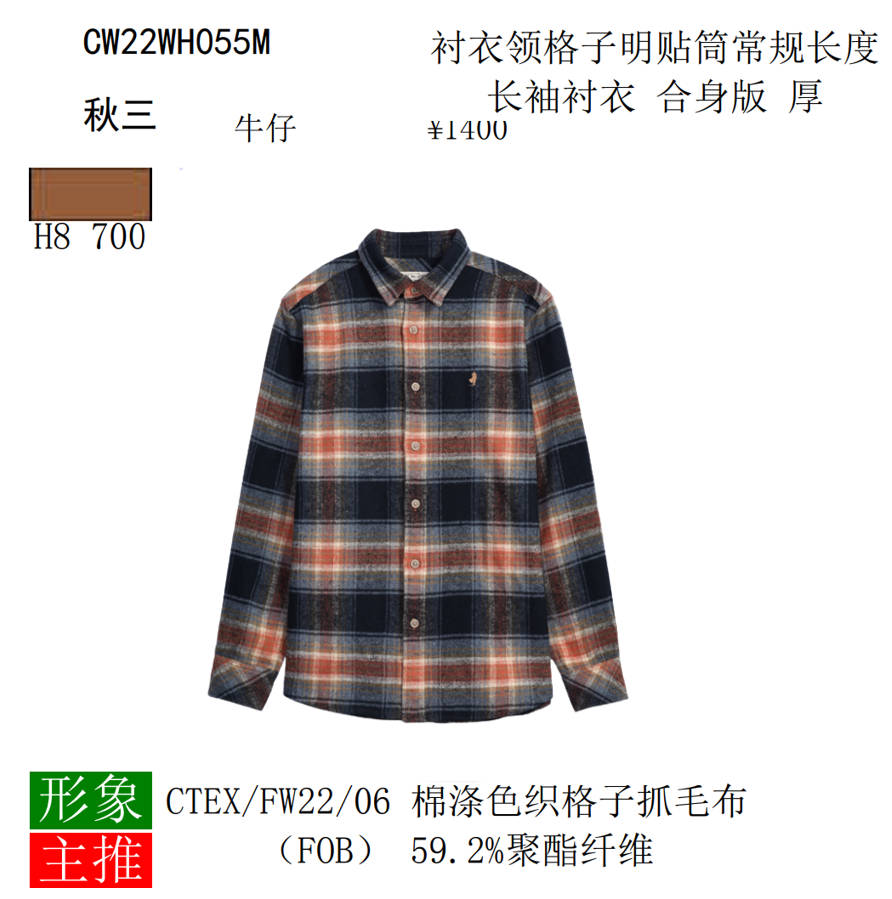 CW22WH055M
衬衣领格子明贴筒常规长度
长袖衬衣 合身版 厚
秋三
牛仔
¥1400
H8 700
形象
CTEX/FW22/06 棉涤色织格子抓毛布
主推
（FOB） 59.2%聚酯纤维